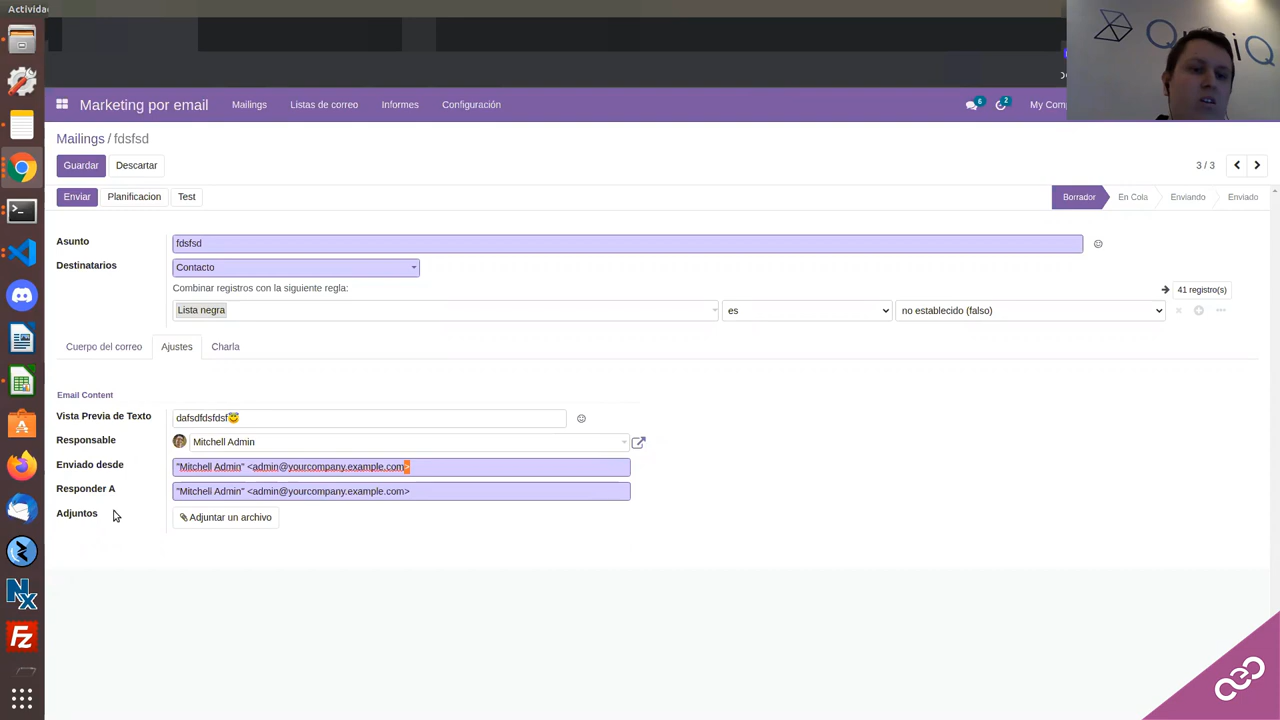 Activida
Marketing por email Mailings Listas de correo Informes Configuración 6 2 My Comp
Mailings / fdsfsd
Guardar Descartar 3 / 3
Enviar Planificacion Test Borrador En Cola Enviando Enviado
Asunto fdsfsd
Destinatarios Contacto
Combinar registros con la siguiente regla: 41 registro(s)
Lista negra es no establecido (falso)
Cuerpo del correo Ajustes Charla
Email Content
Vista Previa de Texto dafsdfdsfdsf😇
Responsable Mitchell Admin
Enviado desde "Mitchell Admin" <admin@yourcompany.example.com>
Responder A "Mitchell Admin" <admin@yourcompany.example.com>
Adjuntos Adjuntar un archivo